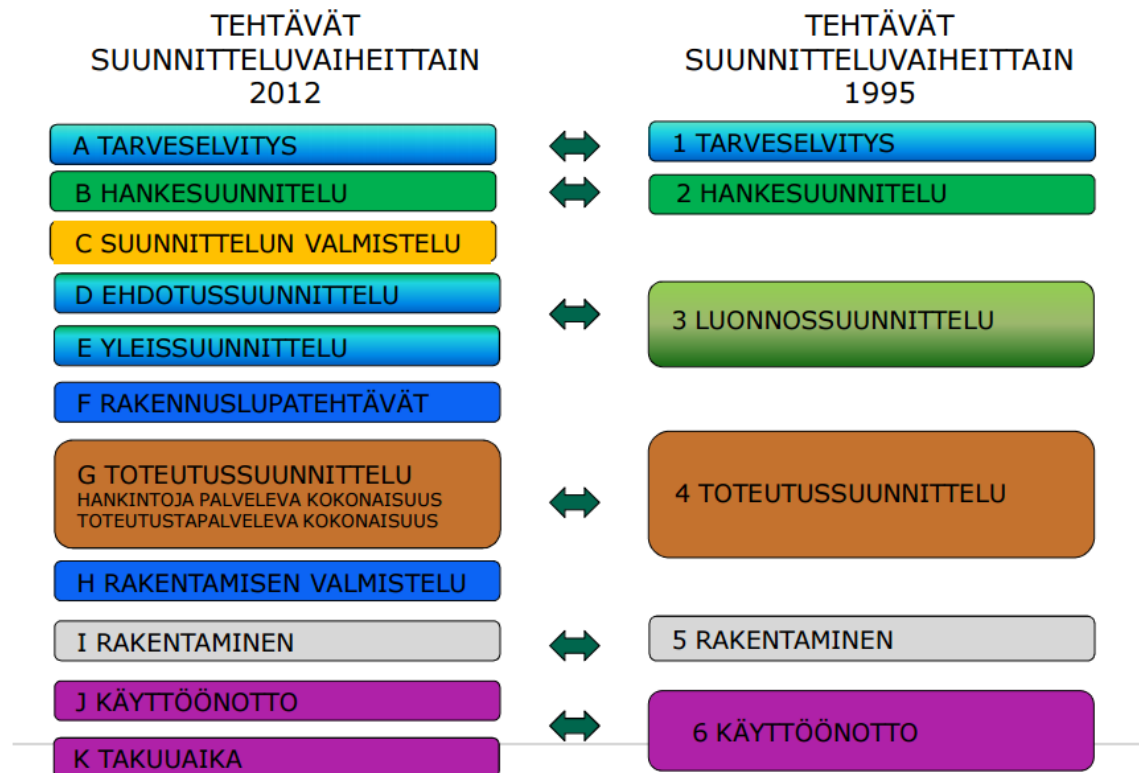 TEHTÄVÄT
SUUNNITTELUVAIHEITTAIN
2012
A TARVESELVITYS
B HANKESUUNNITELU
C SUUNNITTELUN VALMISTELU
D EHDOTUSSUUNNITTELU
E YLEISSUUNNITTELU
F RAKENNUSLUPATEHTÄVÄT
G TOTEUTUSSUUNNITTELU
HANKINTOJA PALVELEVA KOKONAISUUS
TOTEUTUSTAPALVELEVA KOKONAISUUS
H RAKENTAMISEN VALMISTELU
I RAKENTAMINEN
J KÄYTTÖÖNOTTO
K TAKUUAIKA
TEHTÄVÄT
SUUNNITTELUVAIHEITTAIN
1995
1 TARVESELVITYS
2 HANKESUUNNITELU
3 LUONNOSSUUNNITTELU
4 TOTEUTUSSUUNNITTELU
5 RAKENTAMINEN
6 KÄYTTÖÖNOTTO